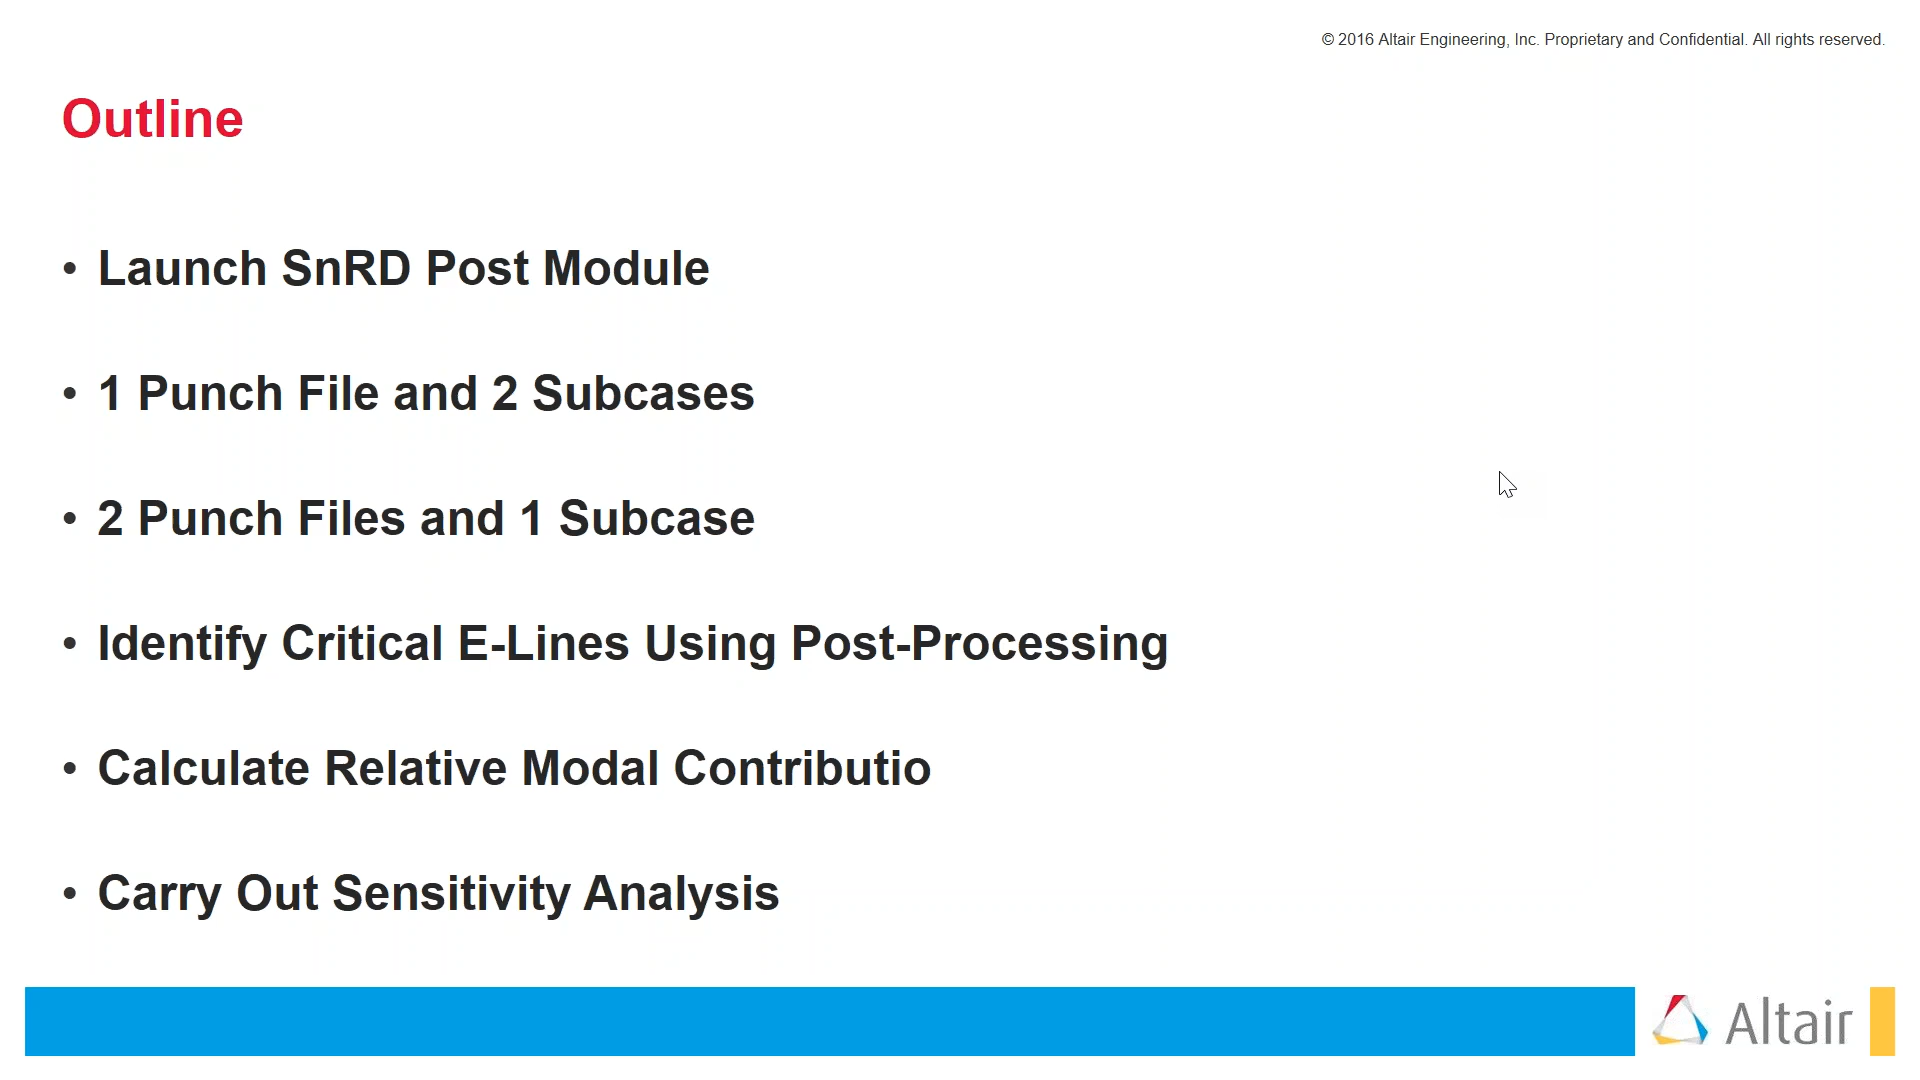 © 2016 Altair Engineering, Inc. Proprietary and Confidential. All rights reserved.
Outline
• Launch SnRD Post Module
• 1 Punch File and 2 Subcases
• 2 Punch Files and 1 Subcase
• Identify Critical E-Lines Using Post-Processing
• Calculate Relative Modal Contributio
• Carry Out Sensitivity Analysis
Altair